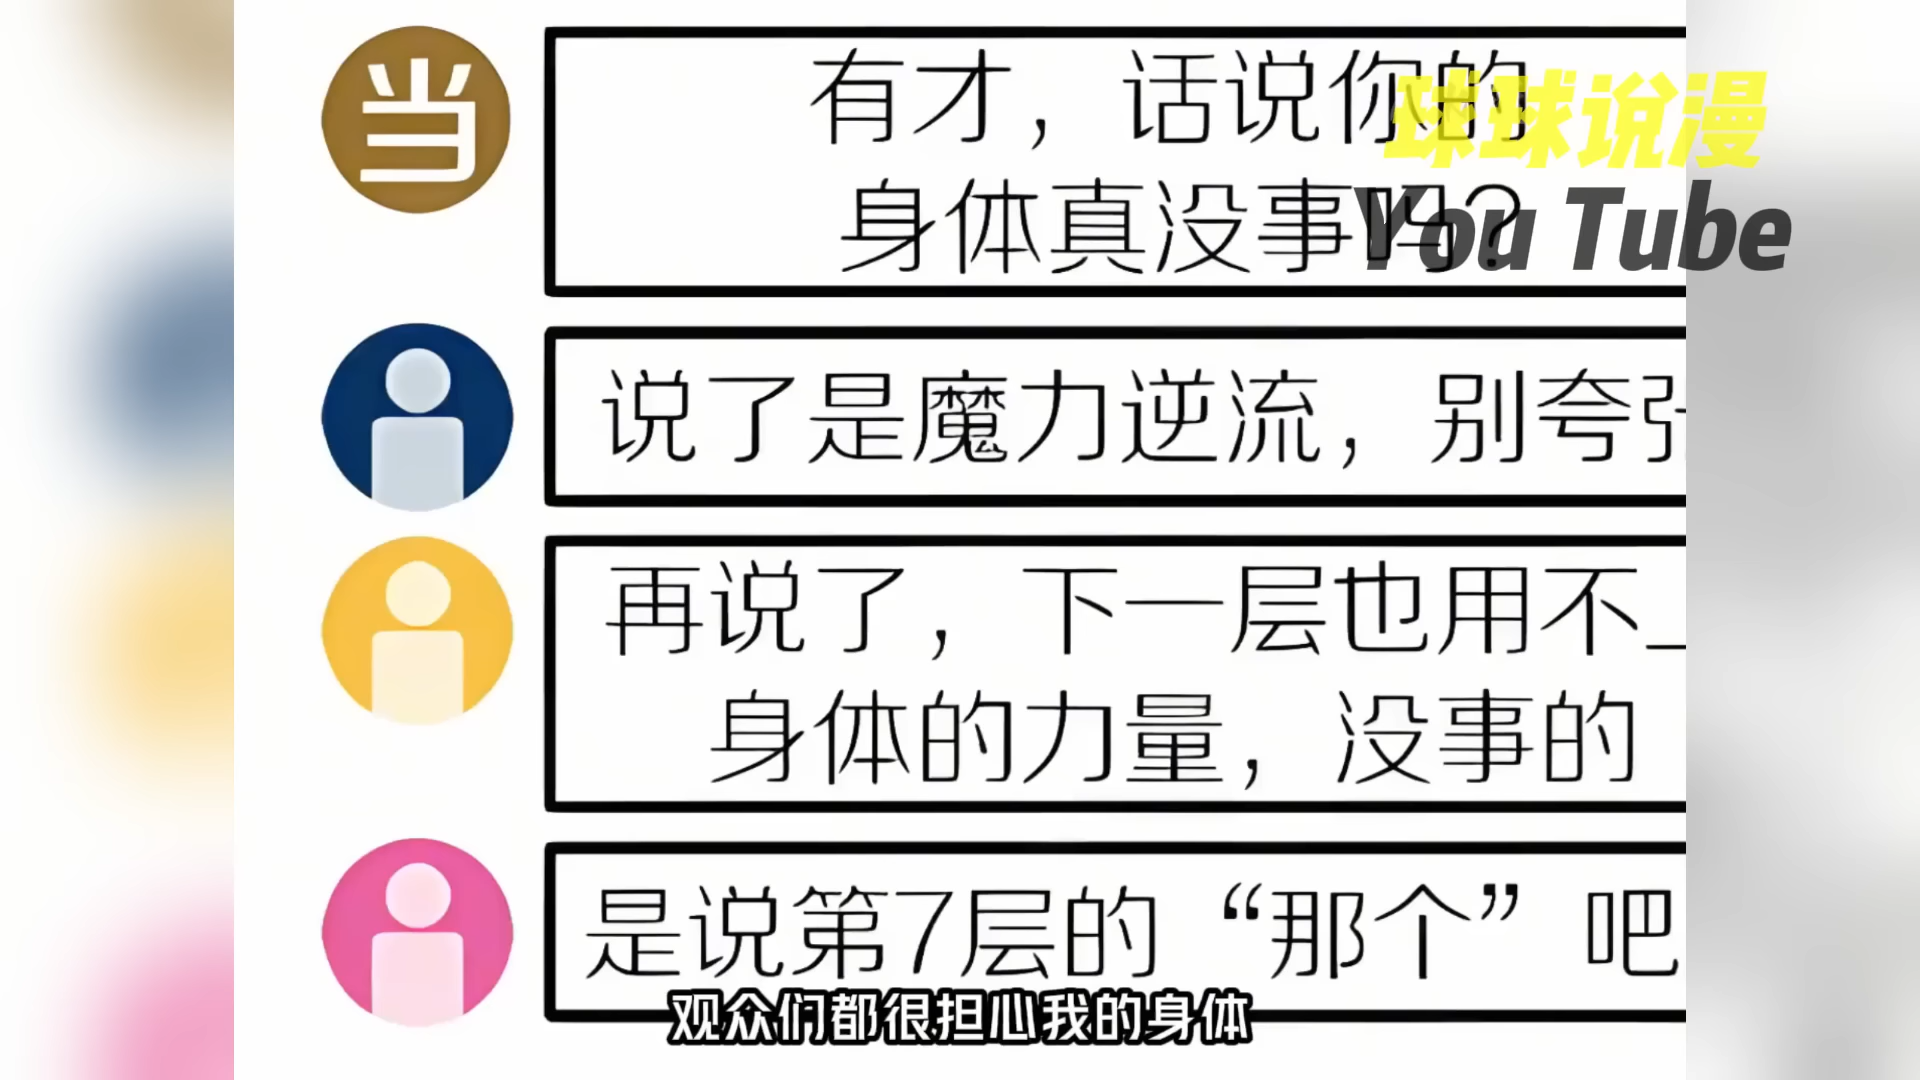 当
有才，话说你的
身体真没事吗？
球球说漫
You Tube
说了是魔力逆流，别夸张
再说了，下一层也用不
身体的力量，没事的
是说第7层的“那个”吧
观众们都很担心我的身体